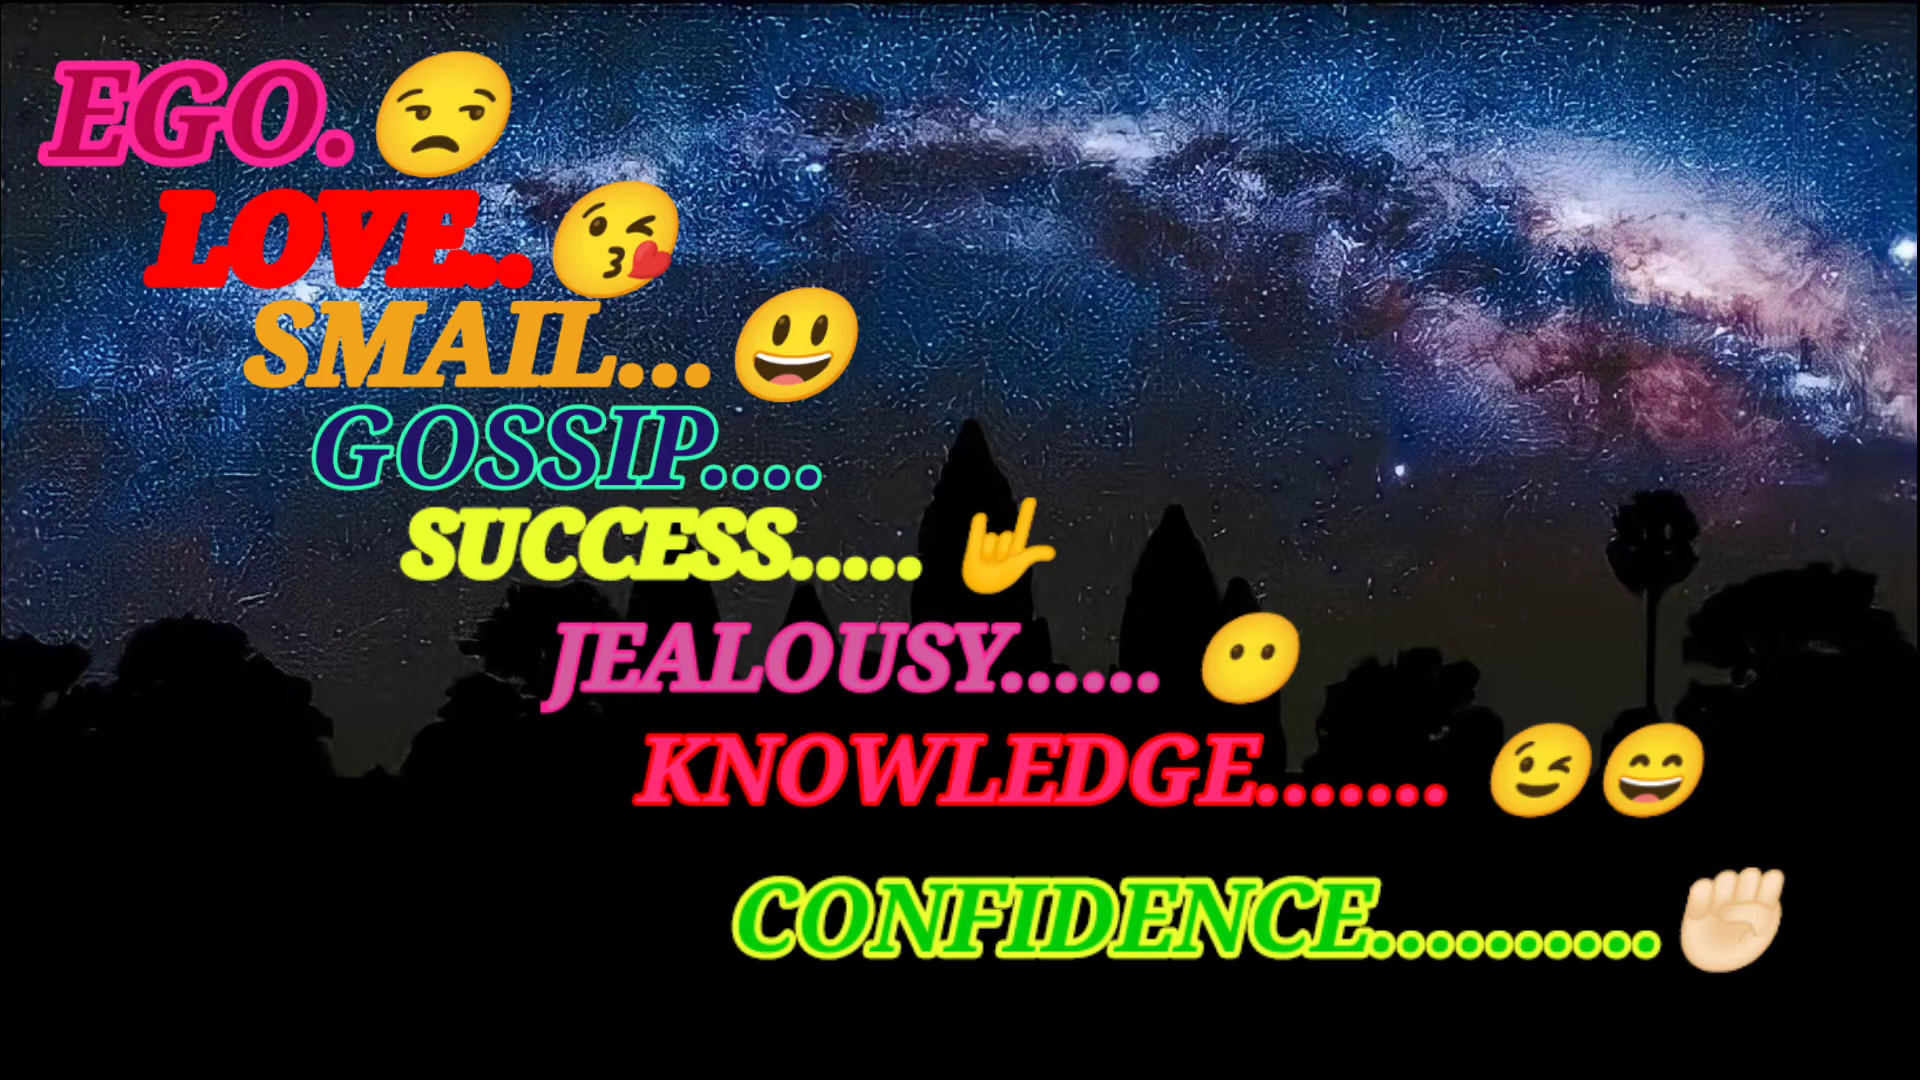 EGO.😒
LOVE..😘
SMAIL...😃
GOSSIP....
SUCCESS..... 🤟
JEALOUSY...... 😶
KNOWLEDGE....... 😉😄
CONFIDENCE..........✊🏻